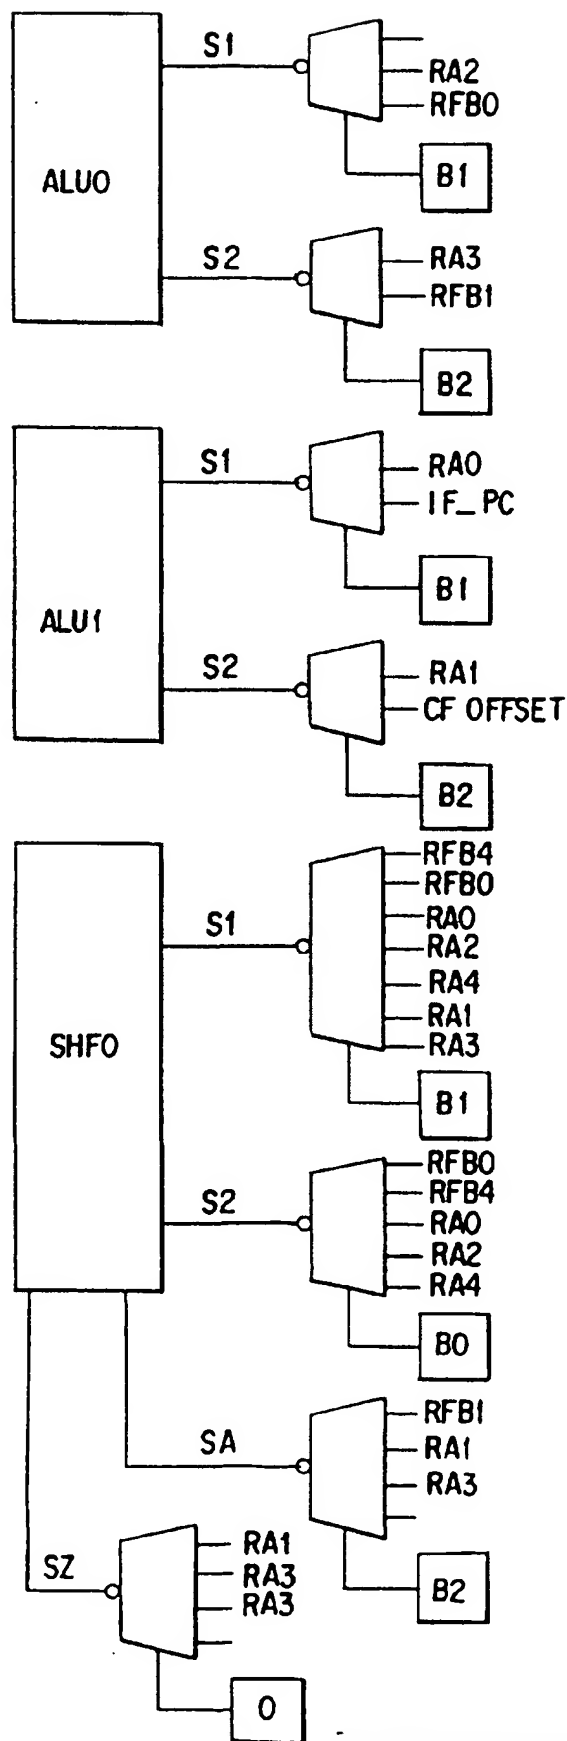 S1
RA2
RFB0
ALU0
B1
S2
RA3
RFB1
B2
S1
RA0
IF_PC
B1
ALU1
S2
RA1
CF OFFSET
B2
RFB4
RFB0
S1
RA0
RA2
RA4
RA1
RA3
SHF0
B1
RFB0
RFB4
S2
RA0
RA2
RA4
B0
RFB1
SA
RA1
RA3
RA1
SZ
RA3
RA3
B2
0